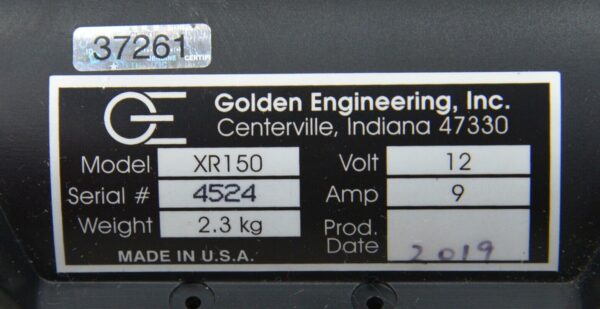 37261
CERTIFI
Golden Engineering, Inc.
Centerville, Indiana 47330
Model XR150 Volt 12
Serial # 4524 Amp 9
Weight 2.3 kg Prod. Date 2019
MADE IN U.S.A.